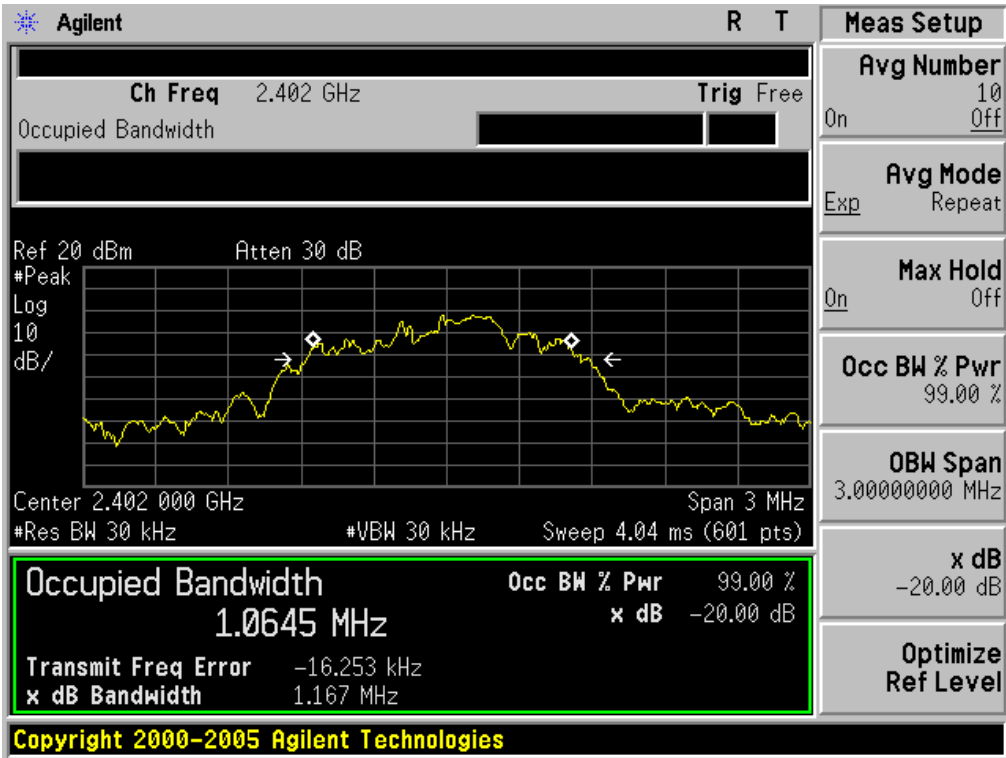 Agilent R T
Ch Freq 2.402 GHz Trig Free
Occupied Bandwidth
Ref 20 dBm Atten 30 dB
#Peak
Log
10
dB/
Center 2.402 000 GHz Span 3 MHz
#Res BW 30 kHz #VBW 30 kHz Sweep 4.04 ms (601 pts)
Occupied Bandwidth Occ BW % Pwr 99.00 %
1.0645 MHz x dB -20.00 dB
Transmit Freq Error -16.253 kHz
x dB Bandwidth 1.167 MHz
Copyright 2000-2005 Agilent Technologies
Meas Setup
Avg Number
10
On Off
Avg Mode
Exp Repeat
Max Hold
On Off
Occ BW % Pwr
99.00 %
OBW Span
3.00000000 MHz
x dB
-20.00 dB
Optimize
Ref Level